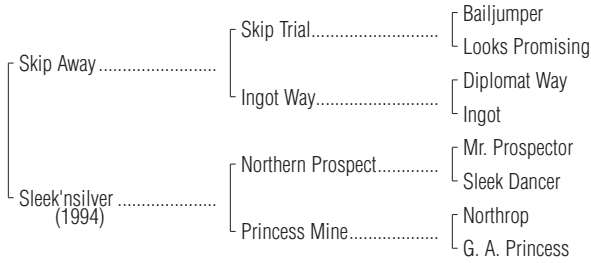 Bailjumper
Skip Trial
Looks Promising
Skip Away
Diplomat Way
Ingot Way
Ingot
Mr. Prospector
Northern Prospect
Sleek Dancer
Sleek'nsilver
(1994)
Northrop
Princess Mine
G. A. Princess